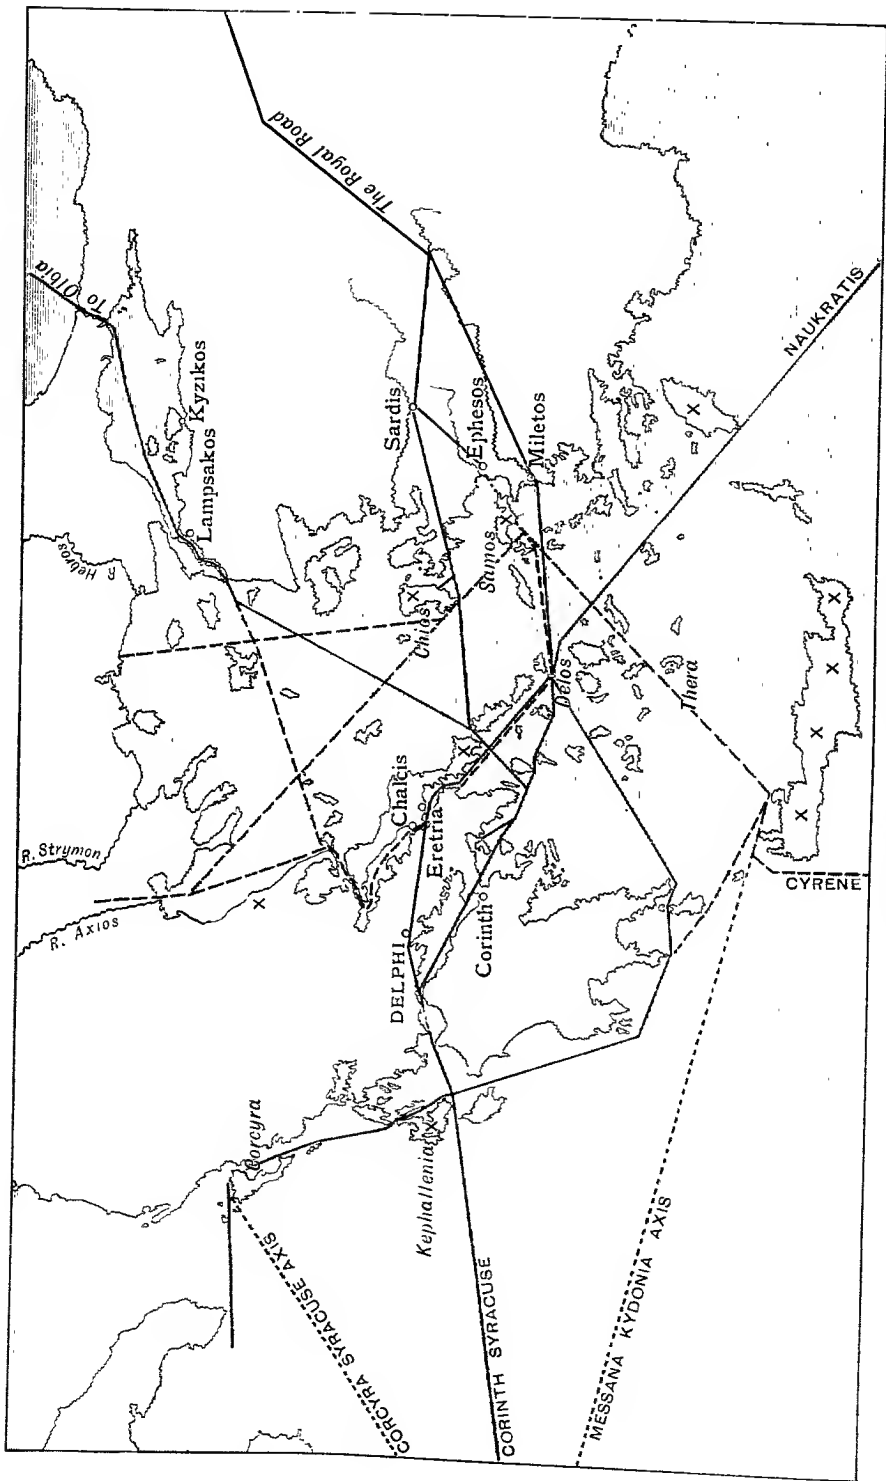 To Olbia
The Royal Road
R. Hebros
Kyzikos
Lampsakos
Sardis
Ephesos
Miletos
Samos
Chios
NAUKRATIS
R. Strymon
R. Axios
Chalcis
Eretria
Delos
Thera
DELPHI
Corinth
CYRENE
Corcyra
Kephallenia
CORCYRA SYRACUSE AXIS
CORINTH SYRACUSE
MESSANA KYDONIA AXIS
X
X
X
X
X
X
X
X
X
X